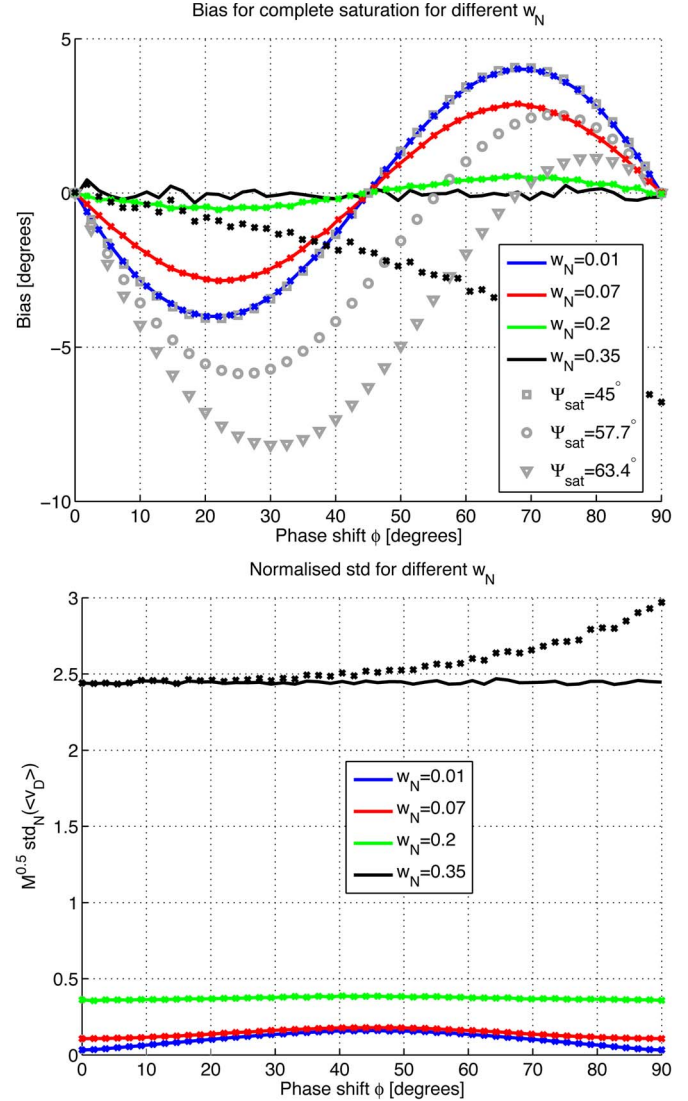 Bias for complete saturation for different w_N
5
0
−5
−10
Bias [degrees]
0 10 20 30 40 50 60 70 80 90
Phase shift ϕ [degrees]
w_N=0.01
w_N=0.07
w_N=0.2
w_N=0.35
Ψ_sat=45°
Ψ_sat=57.7°
Ψ_sat=63.4°
Normalised std for different w_N
3
2.5
2
1.5
1
0.5
0
M^0.5 std_N(<v_D>)
w_N=0.01
w_N=0.07
w_N=0.2
w_N=0.35
0 10 20 30 40 50 60 70 80 90
Phase shift ϕ [degrees]